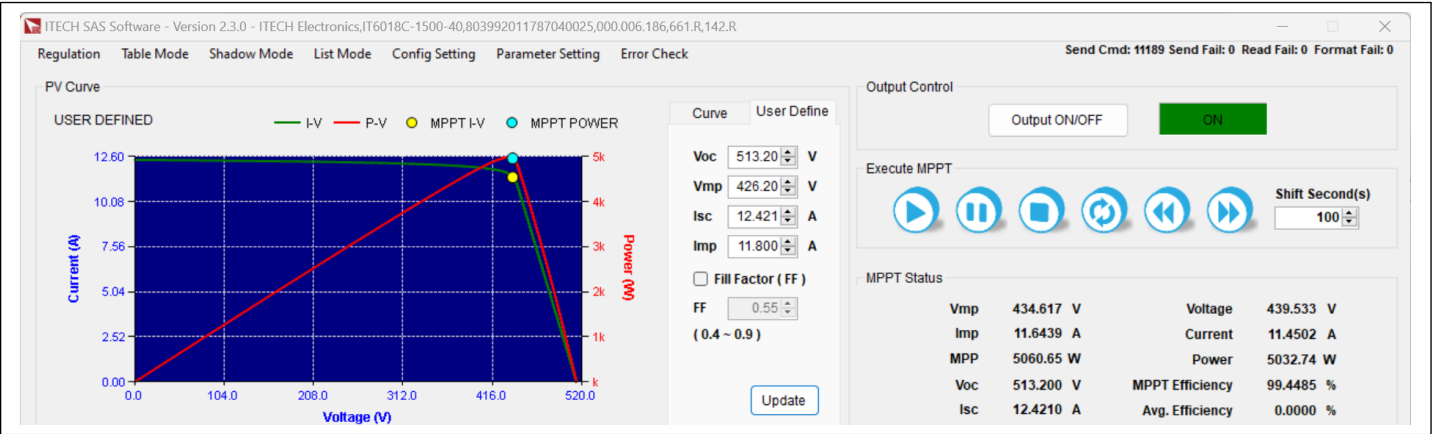 ITECH SAS Software - Version 2.3.0 - ITECH Electronics,IT6018C-1500-40,803992011787040025,000.006.186,661.R,142.R
Regulation Table Mode Shadow Mode List Mode Config Setting Parameter Setting Error Check
Send Cmd: 11189 Send Fail: 0 Read Fail: 0 Format Fail: 0
PV Curve
USER DEFINED
I-V P-V MPPT I-V MPPT POWER
12.60
10.08
7.56
5.04
2.52
0.00
Current (A)
5k
4k
3k
2k
1k
k
Power (W)
0.0 104.0 208.0 312.0 416.0 520.0
Voltage (V)
Curve User Define
Voc 513.20 V
Vmp 426.20 V
Isc 12.421 A
Imp 11.800 A
Fill Factor ( FF )
FF 0.55
( 0.4 ~ 0.9 )
Update
Output Control
Output ON/OFF ON
Execute MPPT
Shift Second(s)
100
MPPT Status
Vmp 434.617 V Voltage 439.533 V
Imp 11.6439 A Current 11.4502 A
MPP 5060.65 W Power 5032.74 W
Voc 513.200 V MPPT Efficiency 99.4485 %
Isc 12.4210 A Avg. Efficiency 0.0000 %